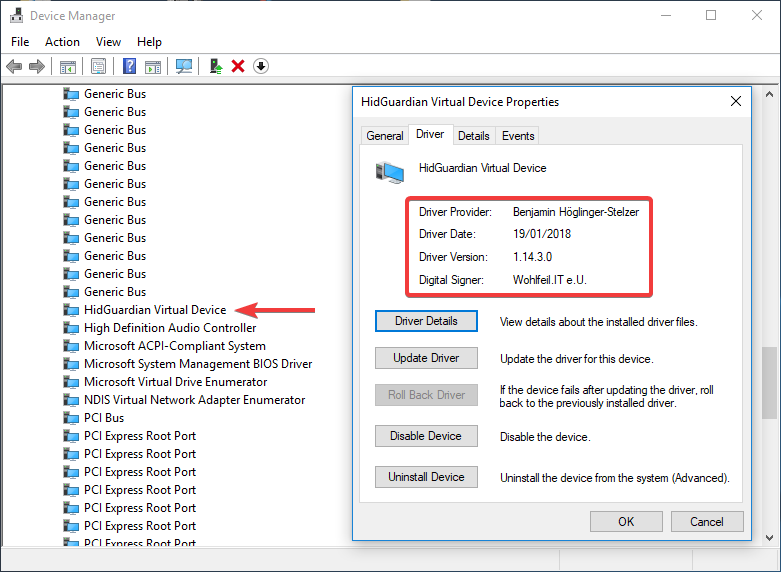 Device Manager
File Action View Help
Generic Bus
Generic Bus
Generic Bus
Generic Bus
Generic Bus
Generic Bus
Generic Bus
Generic Bus
Generic Bus
Generic Bus
Generic Bus
Generic Bus
HidGuardian Virtual Device
High Definition Audio Controller
Microsoft ACPI-Compliant System
Microsoft System Management BIOS Driver
Microsoft Virtual Drive Enumerator
NDIS Virtual Network Adapter Enumerator
PCI Bus
PCI Express Root Port
PCI Express Root Port
PCI Express Root Port
PCI Express Root Port
PCI Express Root Port
PCI Express Root Port
PCI Express Root Port
HidGuardian Virtual Device Properties
General Driver Details Events
HidGuardian Virtual Device
Driver Provider: Benjamin Höglinger-Stelzer
Driver Date: 19/01/2018
Driver Version: 1.14.3.0
Digital Signer: Wohlfeil.IT e.U.
Driver Details View details about the installed driver files.
Update Driver Update the driver for this device.
Roll Back Driver If the device fails after updating the driver, roll
back to the previously installed driver.
Disable Device Disable the device.
Uninstall Device Uninstall the device from the system (Advanced).
OK Cancel